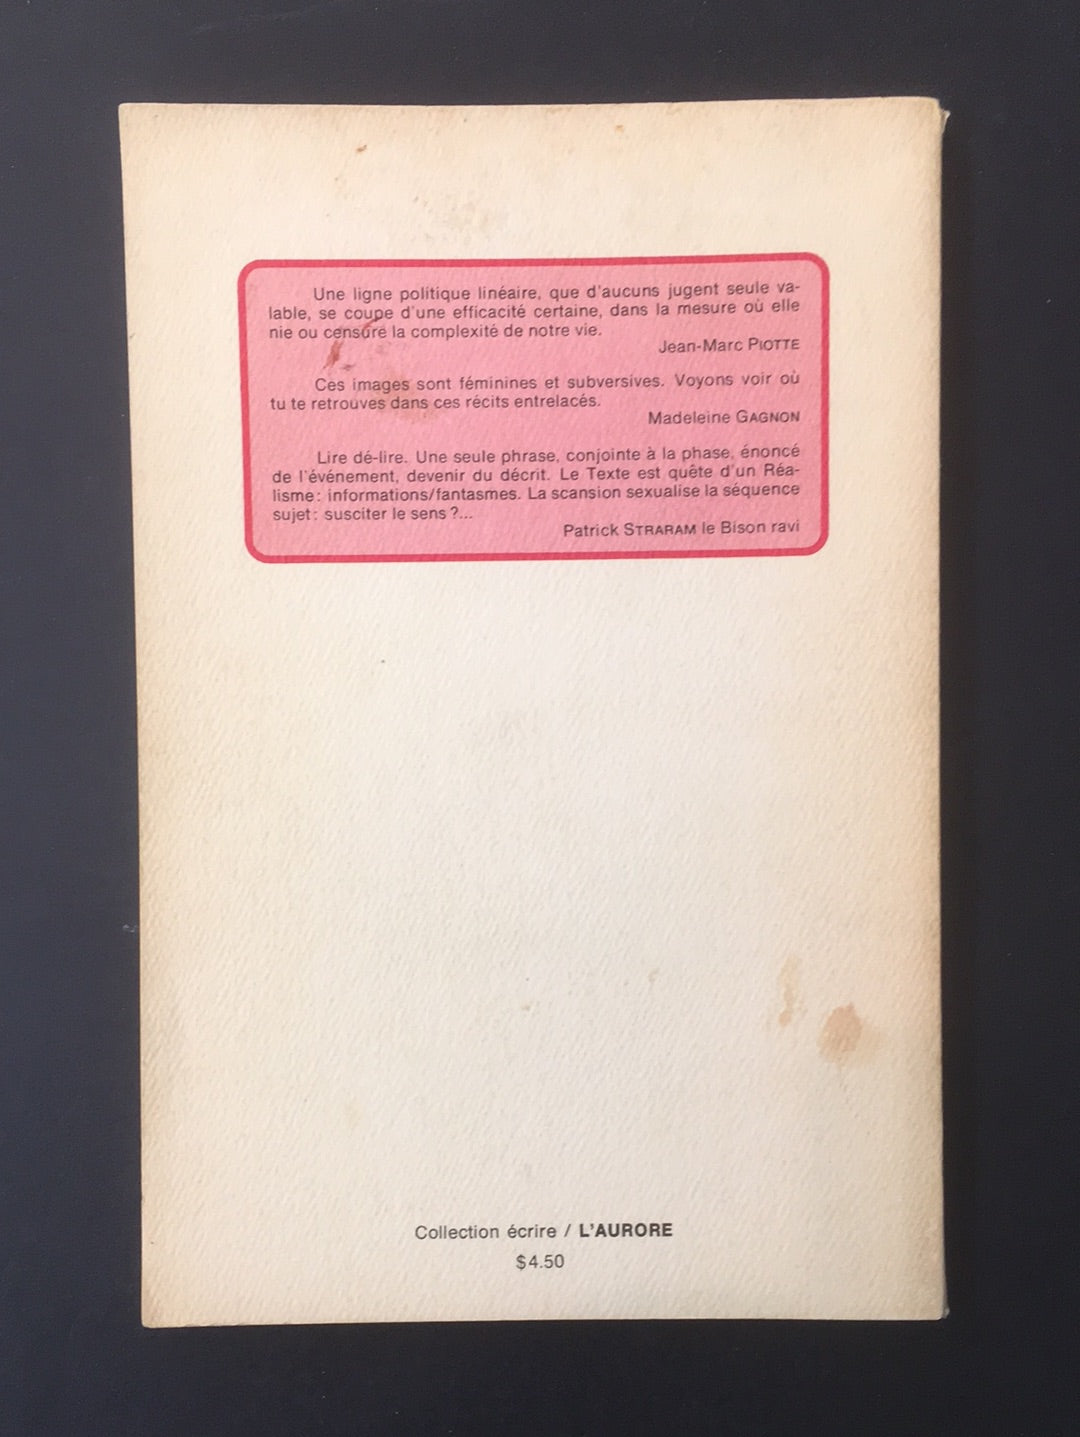 Une ligne politique linéaire, que d'aucuns jugent seule va-
lable, se coupe d'une efficacité certaine, dans la mesure où elle
nie ou censure la complexité de notre vie.
Jean-Marc PIOTTE
Ces images sont féminines et subversives. Voyons voir où
tu te retrouves dans ces récits entrelacés.
Madeleine GAGNON
Lire dé-lire. Une seule phrase, conjointe à la phase, énoncé
de l'événement, devenir du décrit. Le Texte est quête d'un Réa-
lisme: informations/fantasmes. La scansion sexualise la séquence
sujet: susciter le sens?...
Patrick STRARAM le Bison ravi
Collection écrire / L'AURORE
$4.50